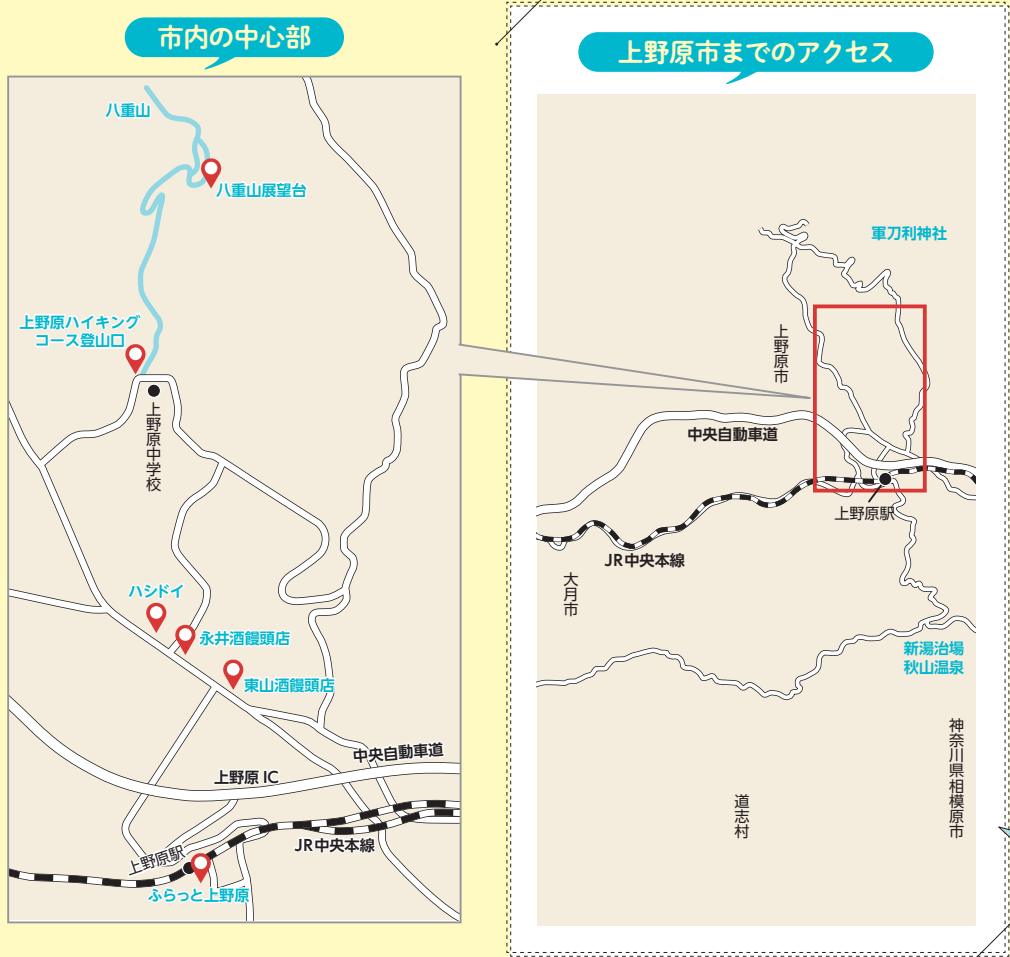 市内の中心部
八重山
八重山展望台
上野原ハイキング
コース登山口
上野原中学校
ハシドイ
永井酒饅頭店
東山酒饅頭店
中央自動車道
上野原 IC
JR中央本線
上野原駅
ふらっと上野原
上野原市までのアクセス
軍刀利神社
上野原市
中央自動車道
上野原駅
JR中央本線
大月市
新湯治場
秋山温泉
神奈川県相模原市
道志村